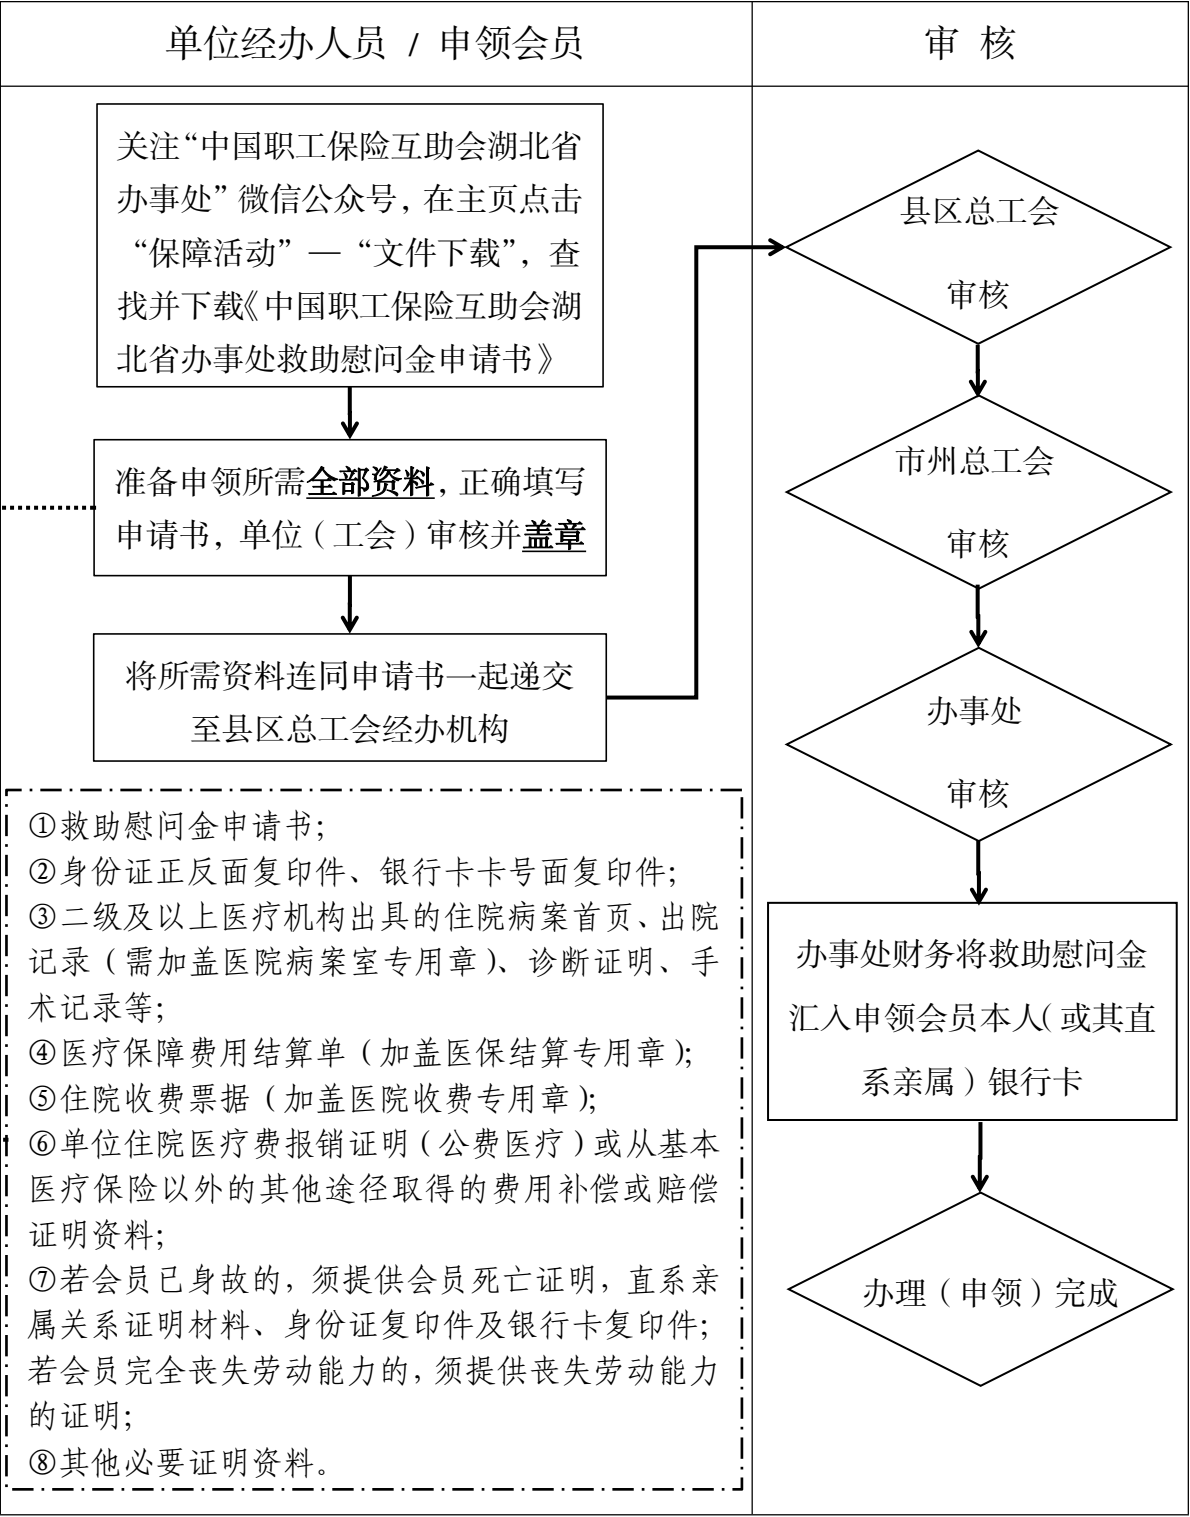 单位经办人员 / 申领会员
审 核
关注“中国职工保险互助会湖北省
办事处”微信公众号，在主页点击
“保障活动”—“文件下载”，查
找并下载《中国职工保险互助会湖
北省办事处救助慰问金申请书》
准备申领所需全部资料，正确填写
申请书，单位（工会）审核并盖章
将所需资料连同申请书一起递交
至县区总工会经办机构
①救助慰问金申请书；
②身份证正反面复印件、银行卡卡号面复印件；
③二级及以上医疗机构出具的住院病案首页、出院
记录（需加盖医院病案室专用章）、诊断证明、手
术记录等；
④医疗保障费用结算单（加盖医保结算专用章）；
⑤住院收费票据（加盖医院收费专用章）；
⑥单位住院医疗费报销证明（公费医疗）或从基本
医疗保险以外的其他途径取得的费用补偿或赔偿
证明资料；
⑦若会员已身故的，须提供会员死亡证明，直系亲
属关系证明材料、身份证复印件及银行卡复印件；
若会员完全丧失劳动能力的，须提供丧失劳动能力
的证明；
⑧其他必要证明资料。
县区总工会
审核
市州总工会
审核
办事处
审核
办事处财务将救助慰问金
汇入申领会员本人（或其直
系亲属）银行卡
办理（申领）完成